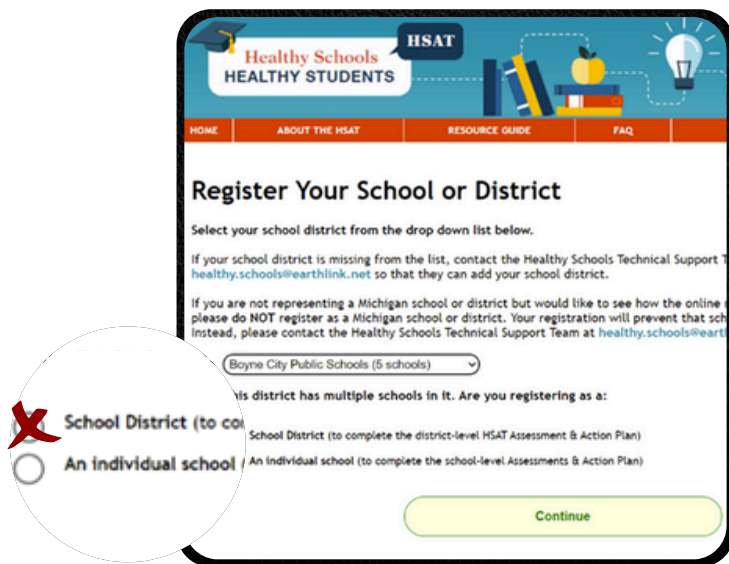 HSAT
Healthy Schools
HEALTHY STUDENTS
HOME ABOUT THE HSAT RESOURCE GUIDE FAQ
Register Your School or District
Select your school district from the drop down list below.
If your school district is missing from the list, contact the Healthy Schools Technical Support T
healthy.schools@earthlink.net so that they can add your school district.
If you are not representing a Michigan school or district but would like to see how the online
please do NOT register as a Michigan school or district. Your registration will prevent that sch
Instead, please contact the Healthy Schools Technical Support Team at healthy.schools@earthl
Boyne City Public Schools (5 schools)
is district has multiple schools in it. Are you registering as a:
School District (to co
School District (to complete the district-level HSAT Assessment & Action Plan)
An individual school
An individual school (to complete the school-level Assessments & Action Plan)
Continue